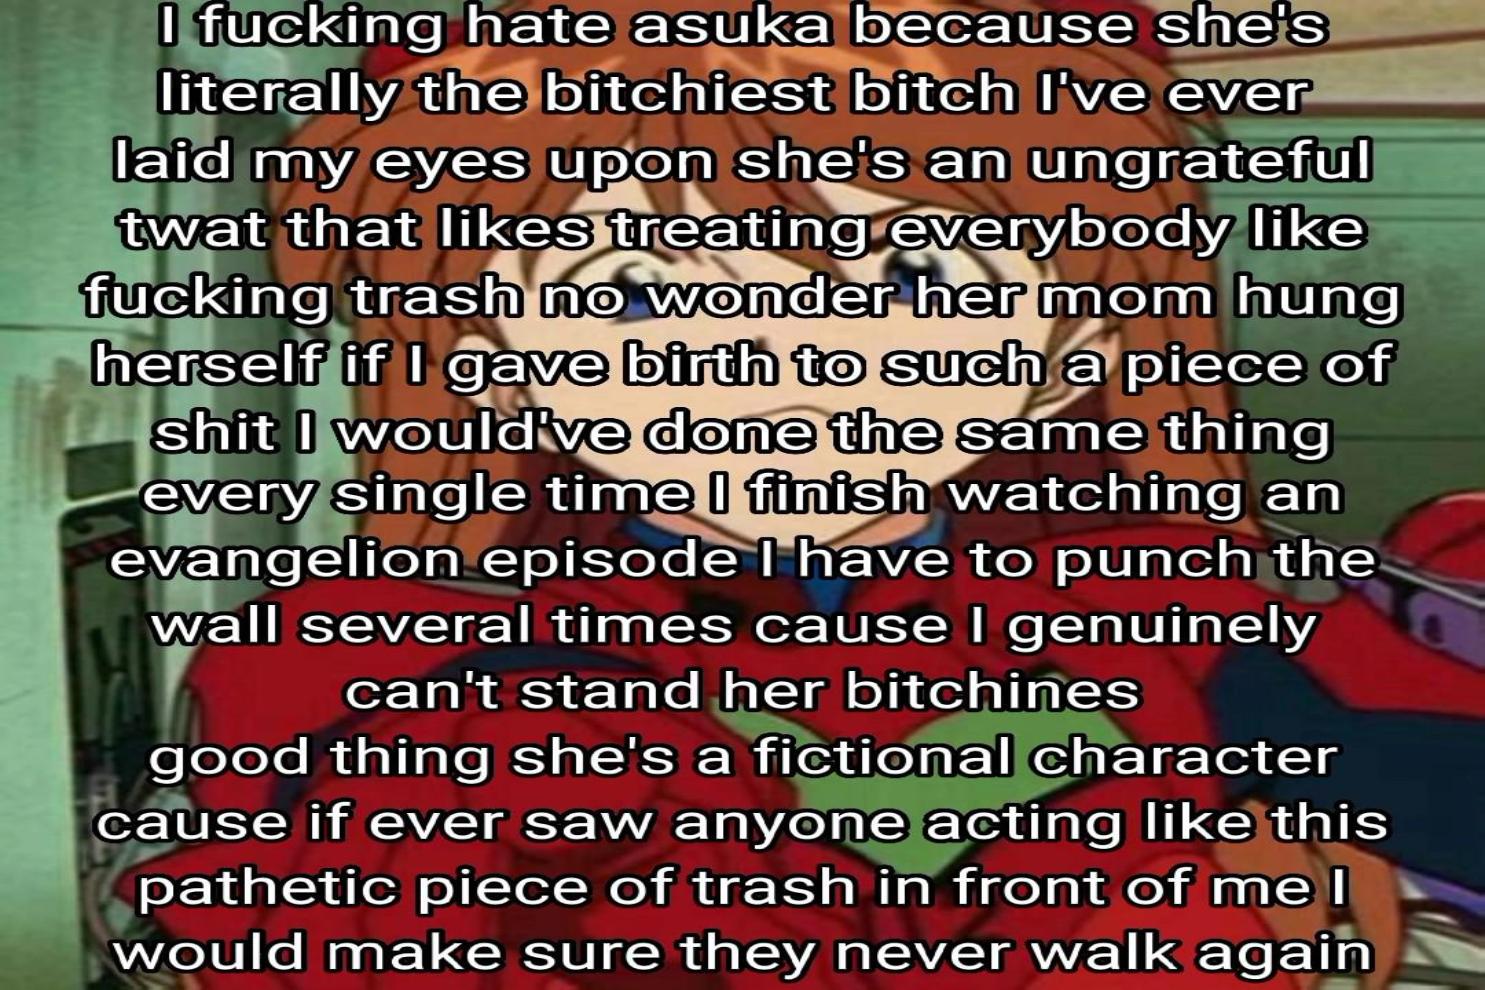 I fucking hate asuka because she's
literally the bitchiest bitch I've ever
laid my eyes upon she's an ungrateful
twat that likes treating everybody like
fucking trash no wonder her mom hung
herself if I gave birth to such a piece of
shit I would've done the same thing
every single time I finish watching an
evangelion episode I have to punch the
wall several times cause I genuinely
can't stand her bitchines
good thing she's a fictional character
cause if ever saw anyone acting like this
pathetic piece of trash in front of me I
would make sure they never walk again